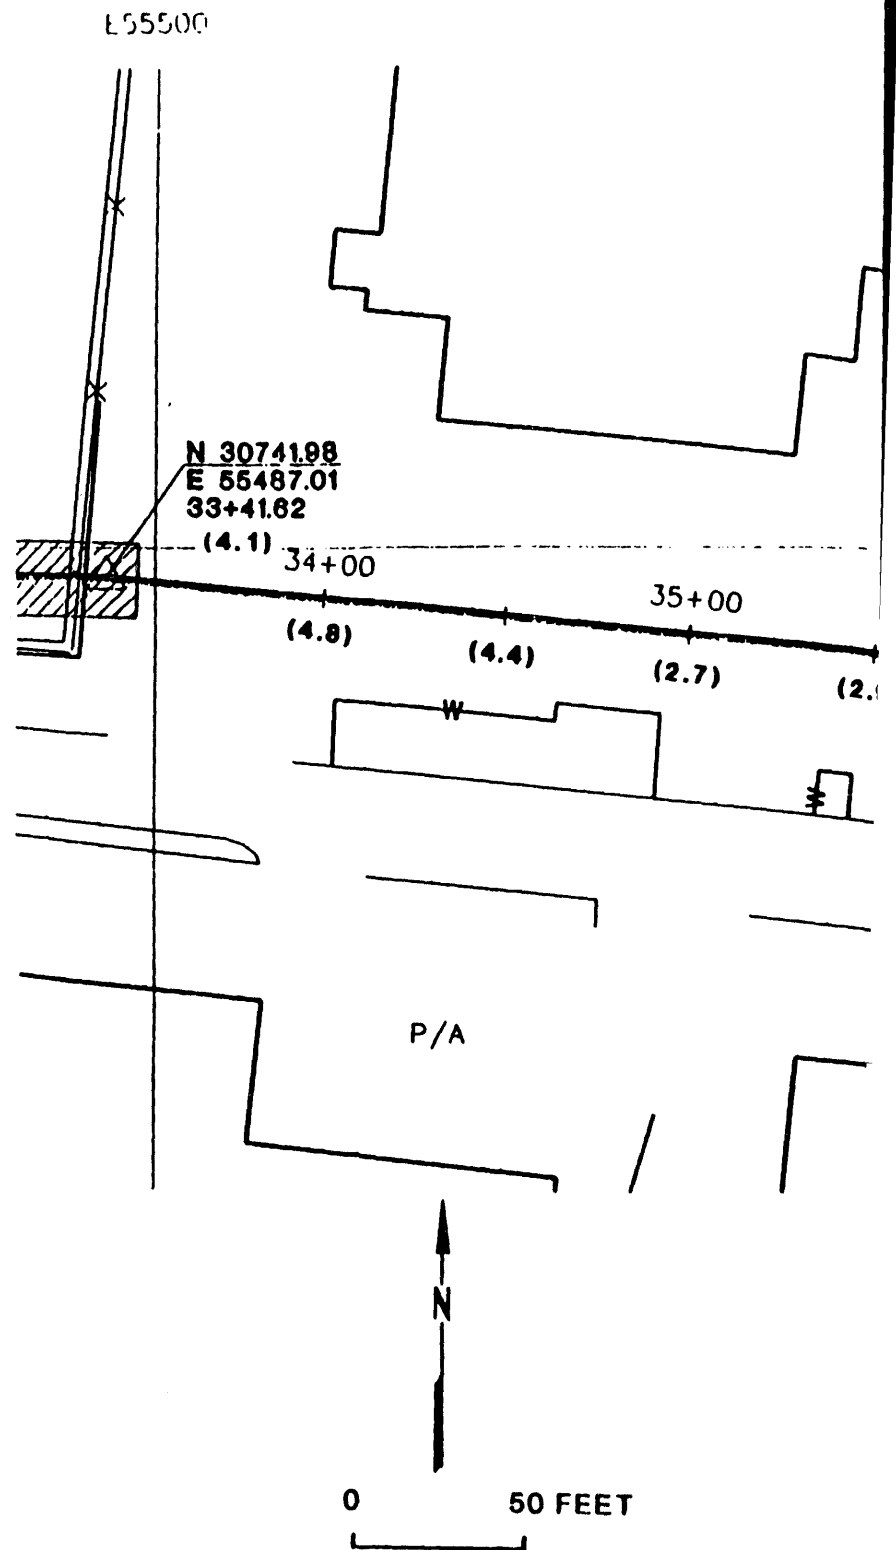 E55500
N 30741.98
E 55487.01
33+41.62
(4.1)
34+00
35+00
(4.8)
(4.4)
(2.7)
W
W
P/A
N
0 50 FEET